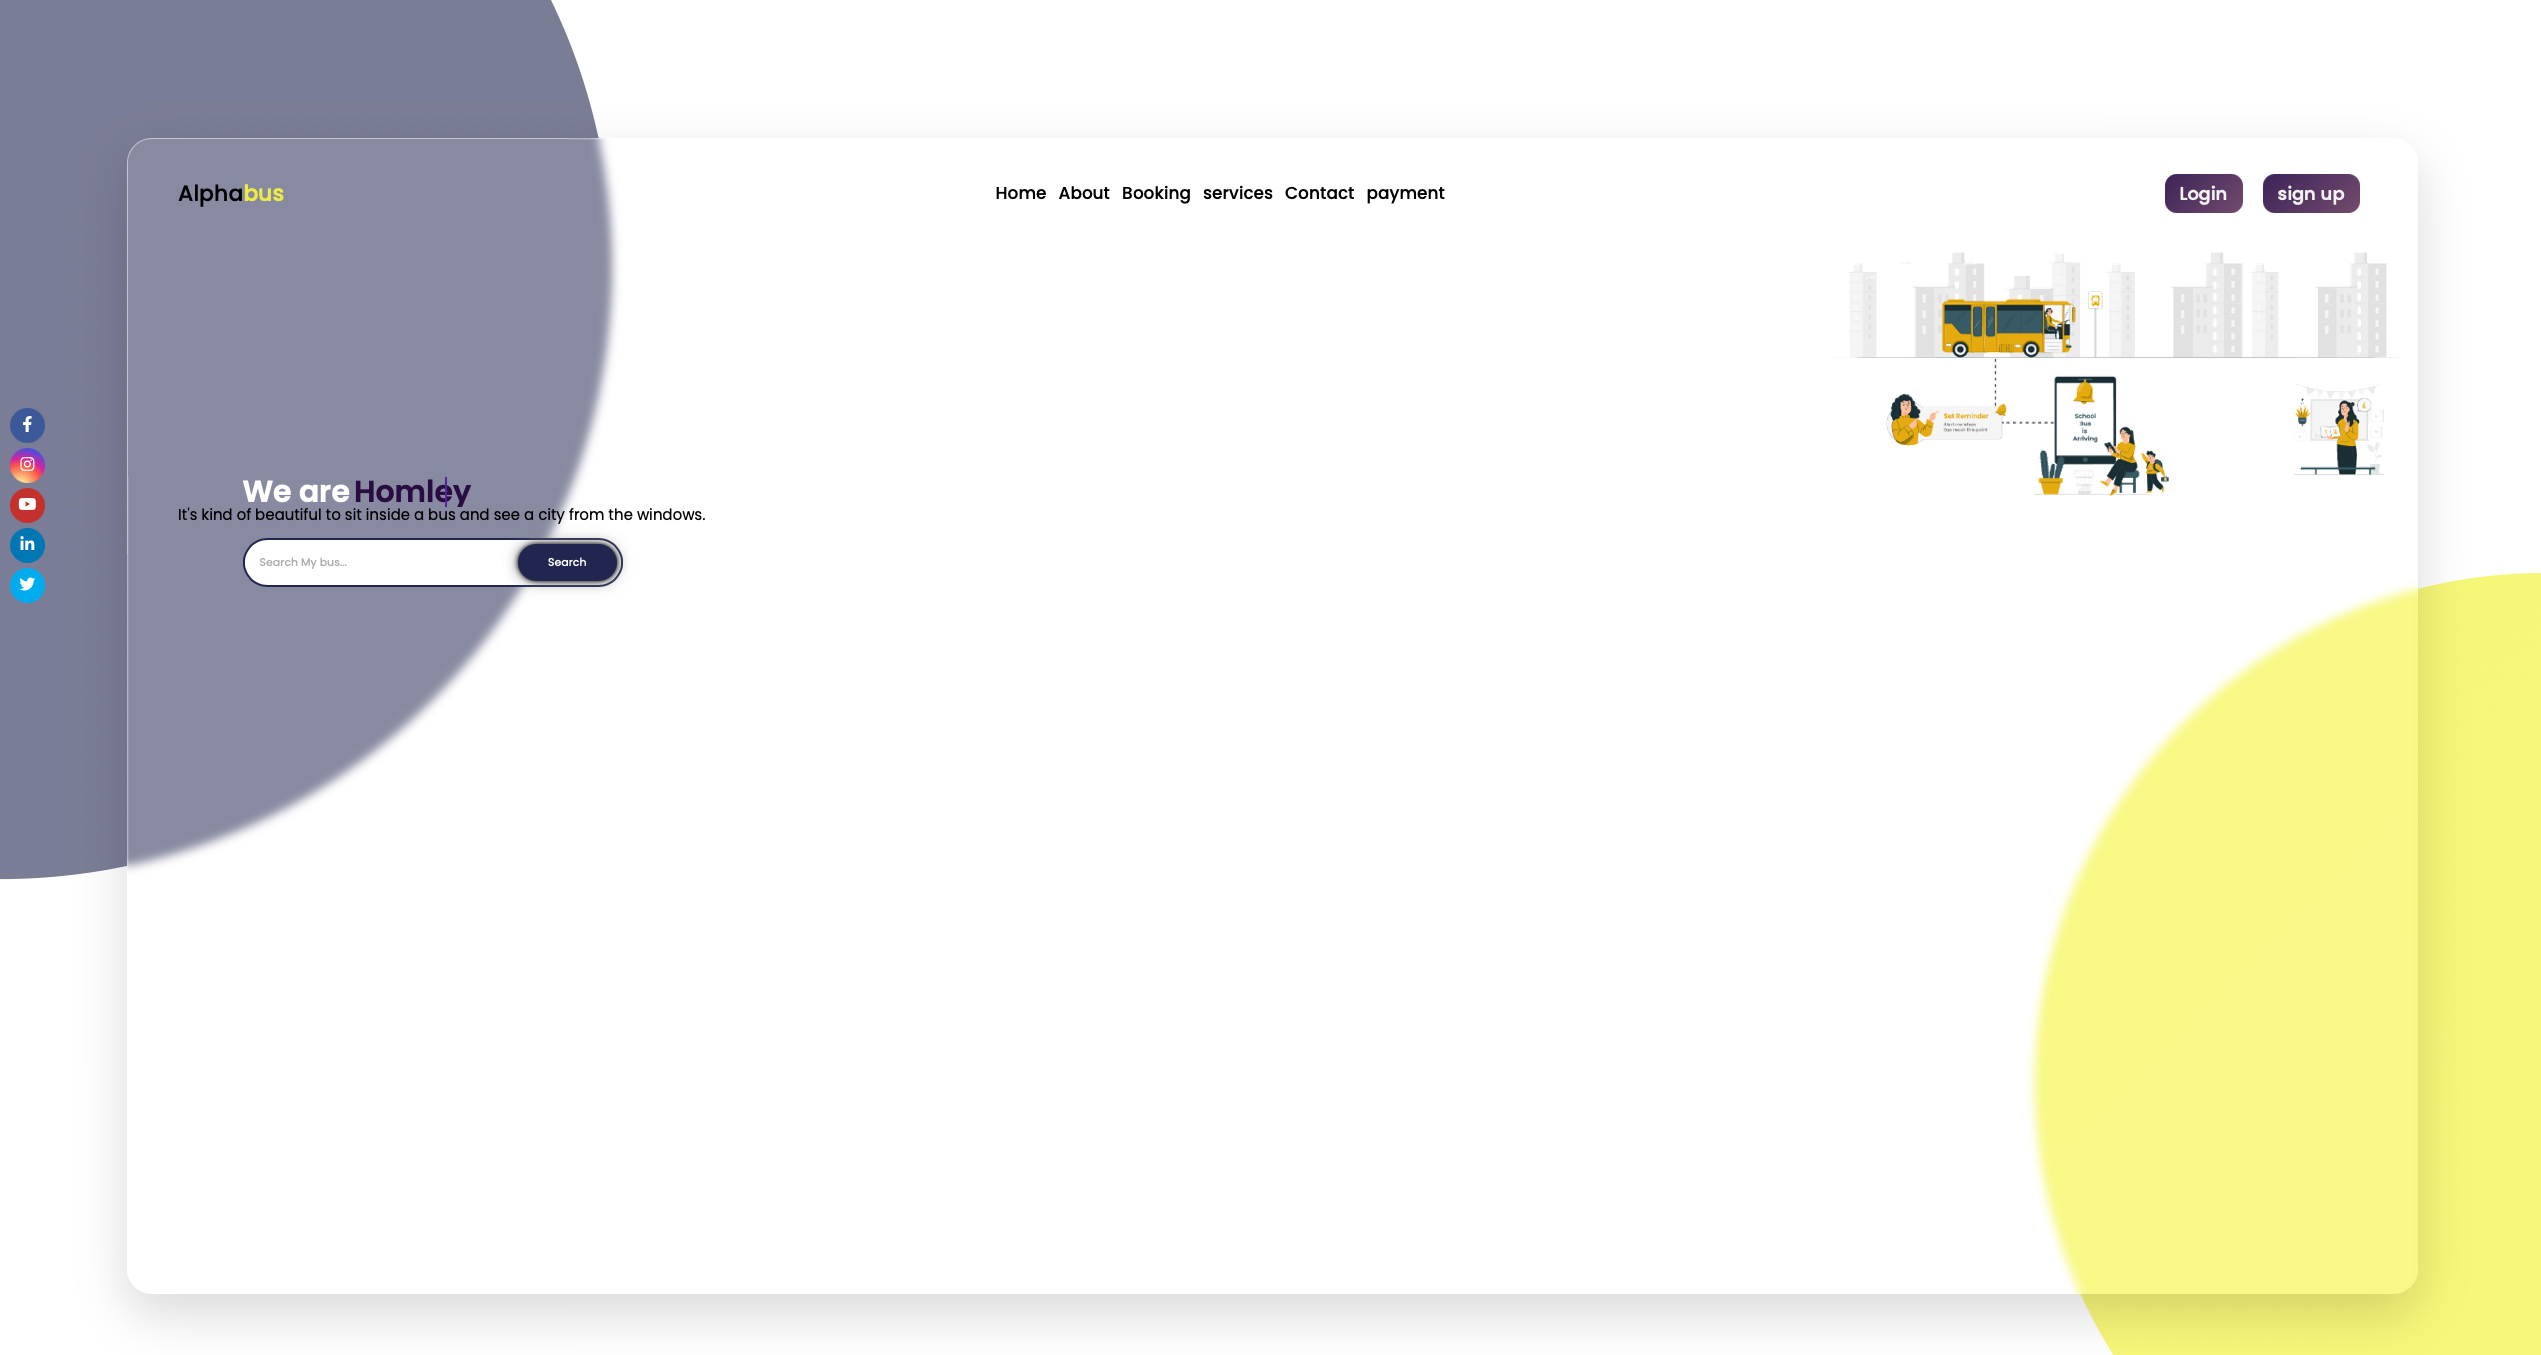 Alphabus
Home About Booking services Contact payment
Login sign up
Set Reminder
School
Bus
is
Arriving
We are Homley
It's kind of beautiful to sit inside a bus and see a city from the windows.
Search My bus...
Search